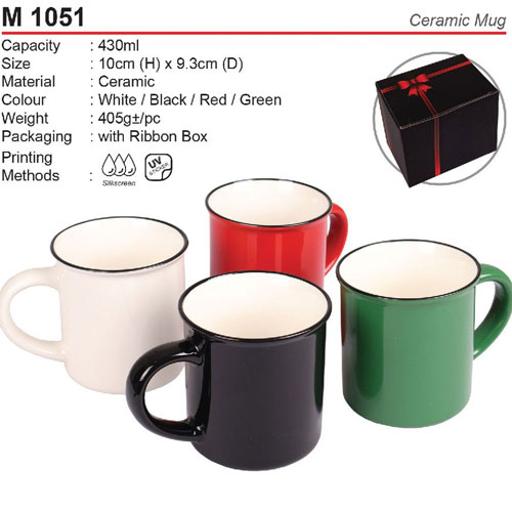 M 1051
Ceramic Mug
Capacity : 430ml
Size : 10cm (H) x 9.3cm (D)
Material : Ceramic
Colour : White / Black / Red / Green
Weight : 405g±/pc
Packaging : with Ribbon Box
Printing
Methods :
Silkscreen
UV
STICKER